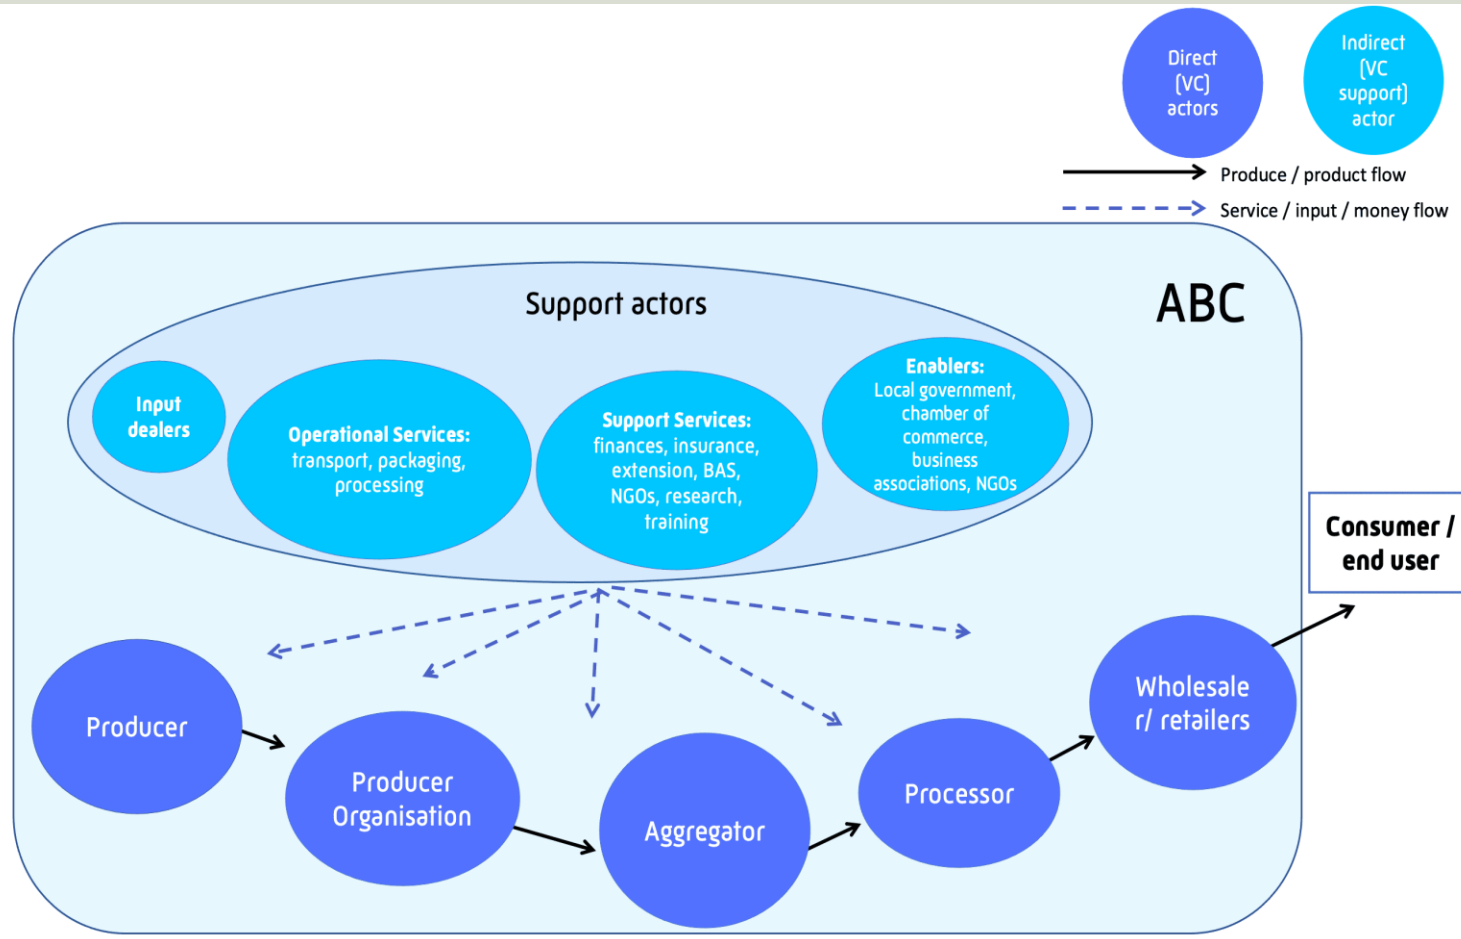 Direct
(VC)
actors
Indirect
(VC
support)
actor
Produce / product flow
Service / input / money flow
ABC
Support actors
Input
dealers
Operational Services:
transport, packaging,
processing
Support Services:
finances, insurance,
extension, BAS,
NGOs, research,
training
Enablers:
Local government,
chamber of
commerce,
business
associations, NGOs
Consumer /
end user
Producer
Producer
Organisation
Aggregator
Processor
Wholesale
r/ retailers